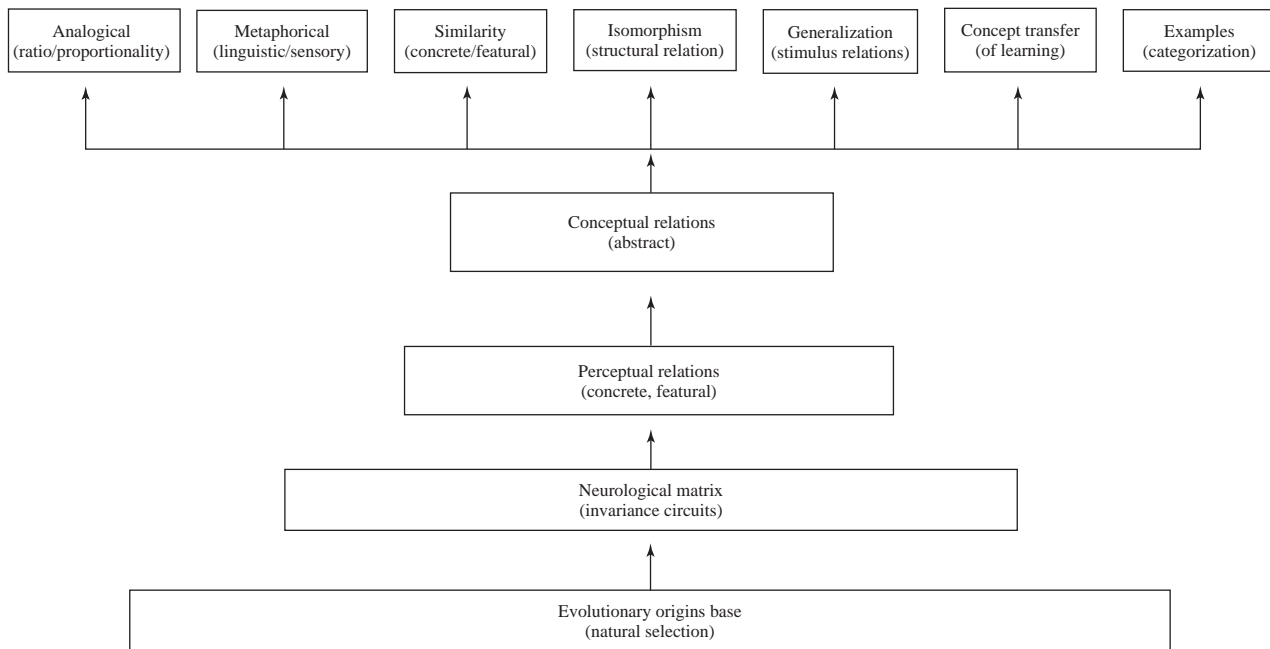 Analogical
(ratio/proportionality)
Metaphorical
(linguistic/sensory)
Similarity
(concrete/featural)
Isomorphism
(structural relation)
Generalization
(stimulus relations)
Concept transfer
(of learning)
Examples
(categorization)
Conceptual relations
(abstract)
Perceptual relations
(concrete, featural)
Neurological matrix
(invariance circuits)
Evolutionary origins base
(natural selection)